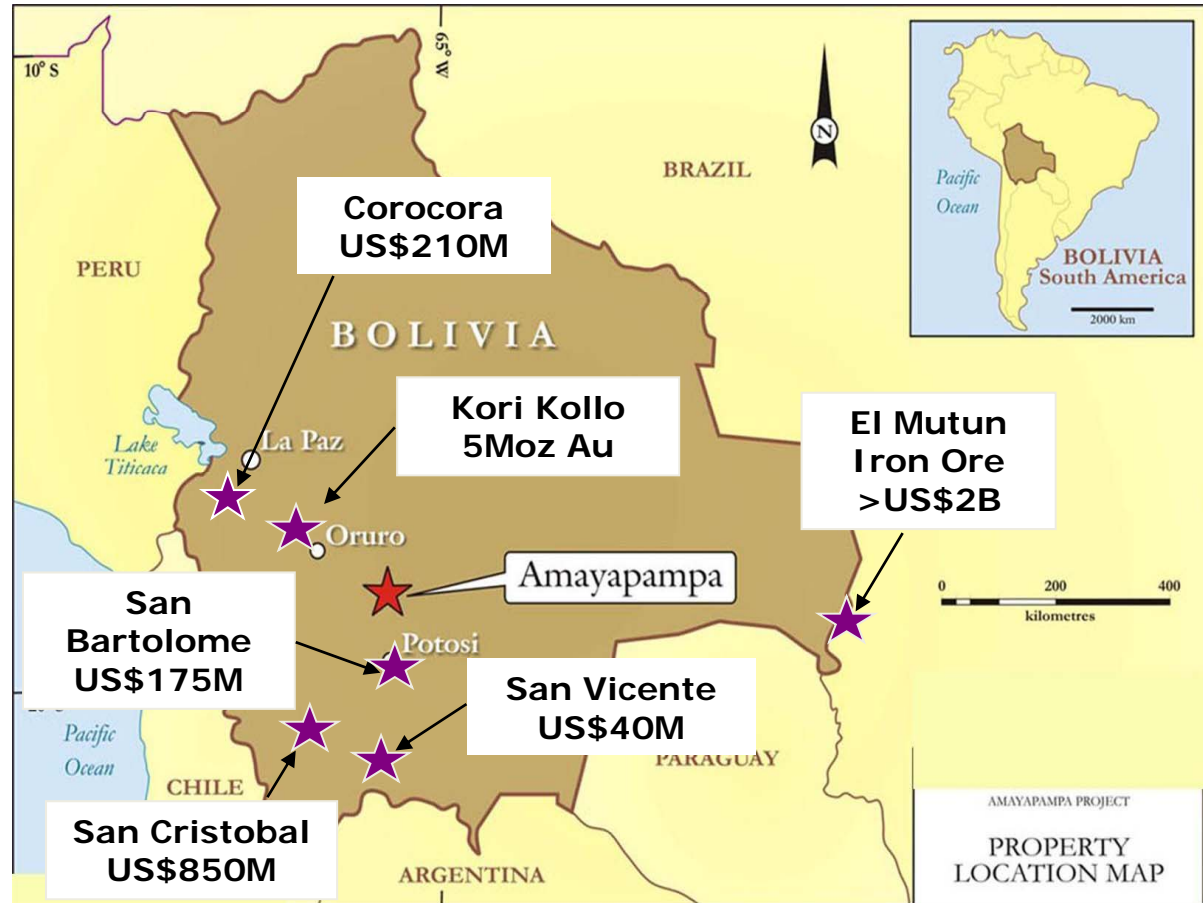 10° S
65° W
N
BRAZIL
Pacific
Ocean
BOLIVIA
South America
2000 km
Corocora
US$210M
PERU
BOLIVIA
Kori Kollo
5Moz Au
El Mutun
Iron Ore
>US$2B
Lake
Titicaca
La Paz
Oruro
Amayapampa
0 200 400
kilometres
San
Bartolome
US$175M
Potosi
San Vicente
US$40M
Pacific
Ocean
PARAGUAY
CHILE
San Cristobal
US$850M
ARGENTINA
AMAYAPAMPA PROJECT
PROPERTY
LOCATION MAP